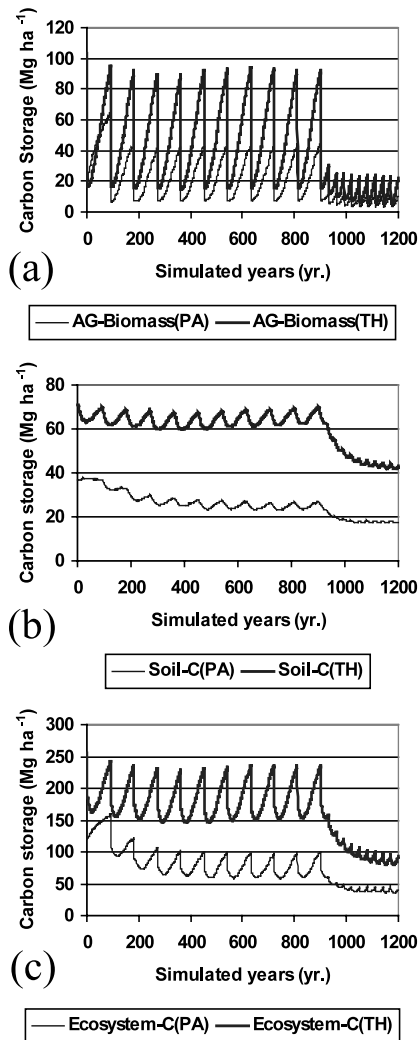 120
100
80
60
40
20
0
Carbon Storage (Mg ha -1)
0 200 400 600 800 1000 1200
Simulated years (yr.)
(a)
AG-Biomass(PA) AG-Biomass(TH)
80
60
40
20
0
Carbon storage (Mg ha -1)
0 200 400 600 800 1000 1200
Simulated years (yr.)
(b)
Soil-C(PA) Soil-C(TH)
300
250
200
150
100
50
0
Carbon storage (Mg ha -1)
0 200 400 600 800 1000 1200
Simulated years (yr.)
(c)
Ecosystem-C(PA) Ecosystem-C(TH)